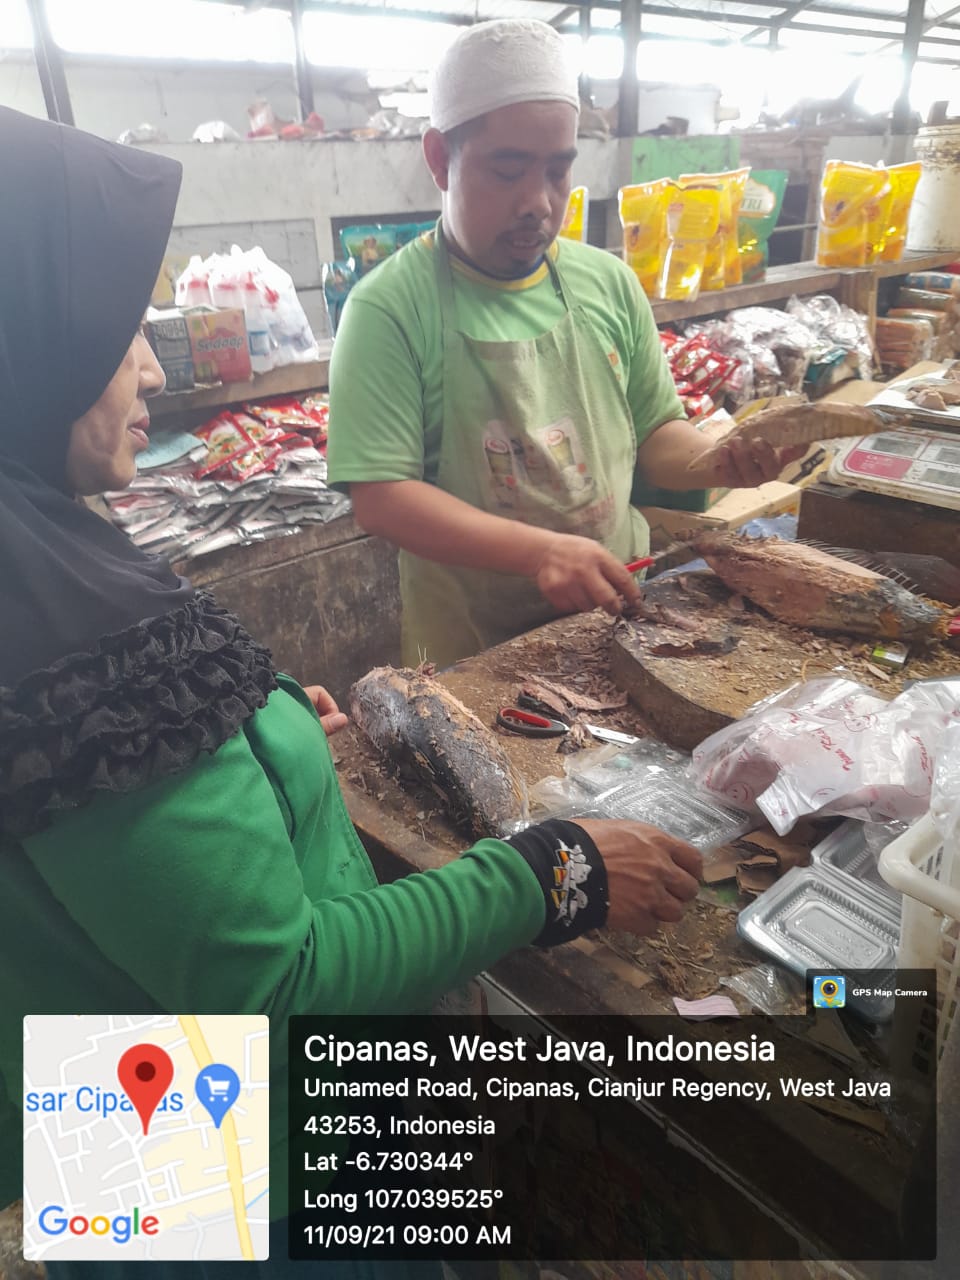 TRI
Sedaap
GPS Map Camera
sar Cipanas
Google
Cipanas, West Java, Indonesia
Unnamed Road, Cipanas, Cianjur Regency, West Java
43253, Indonesia
Lat -6.730344°
Long 107.039525°
11/09/21 09:00 AM